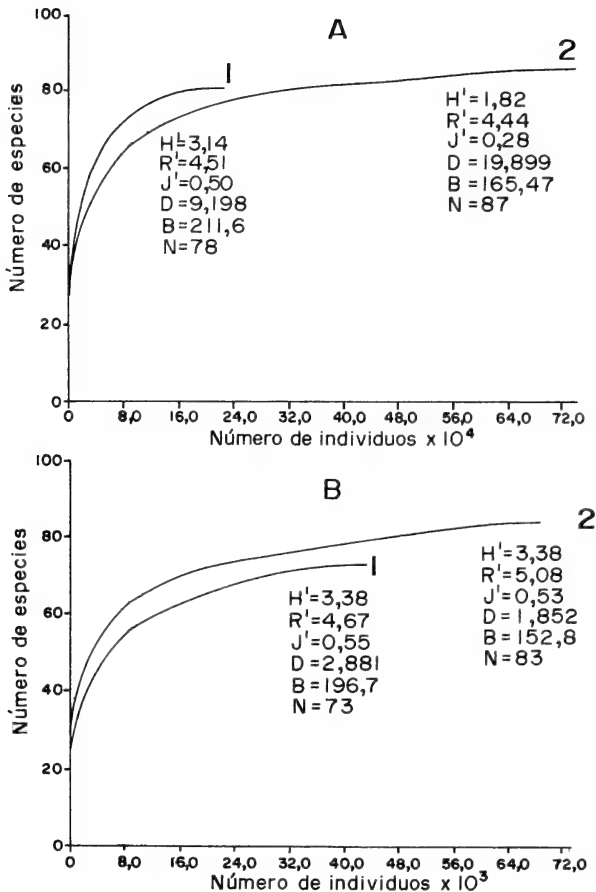 A
Número de especies
100
80
60
40
20
0
1
H'=3,14
R'=4,51
J'=0,50
D=9,198
B=211,6
N=78
2
H'=1,82
R'=4,44
J'=0,28
D=19,899
B=165,47
N=87
0 8,0 16,0 24,0 32,0 40,0 48,0 56,0 64,0 72,0
Número de individuos x 10⁴
B
Número de especies
100
80
60
40
20
0
1
H'=3,38
R'=4,67
J'=0,55
D=2,881
B=196,7
N=73
2
H'=3,38
R'=5,08
J'=0,53
D=1,852
B=152,8
N=83
0 8,0 16,0 24,0 32,0 40,0 48,0 56,0 64,0 72,0
Número de individuos x 10³